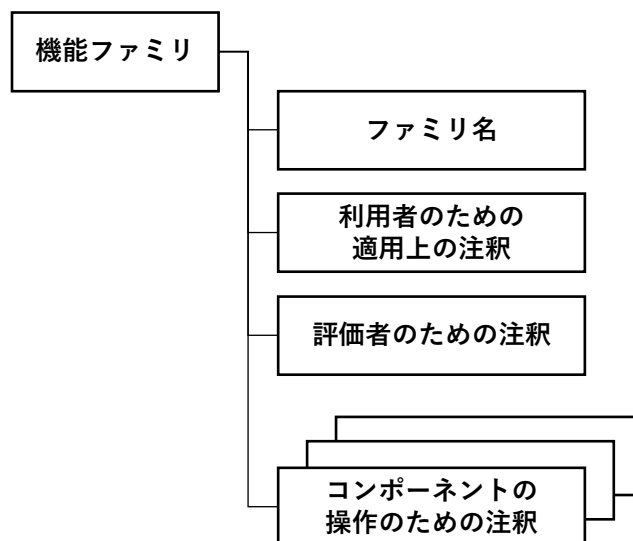 機能ファミリ
ファミリ名
利用者のための
適用上の注釈
評価者のための注釈
コンポーネントの
操作のための注釈